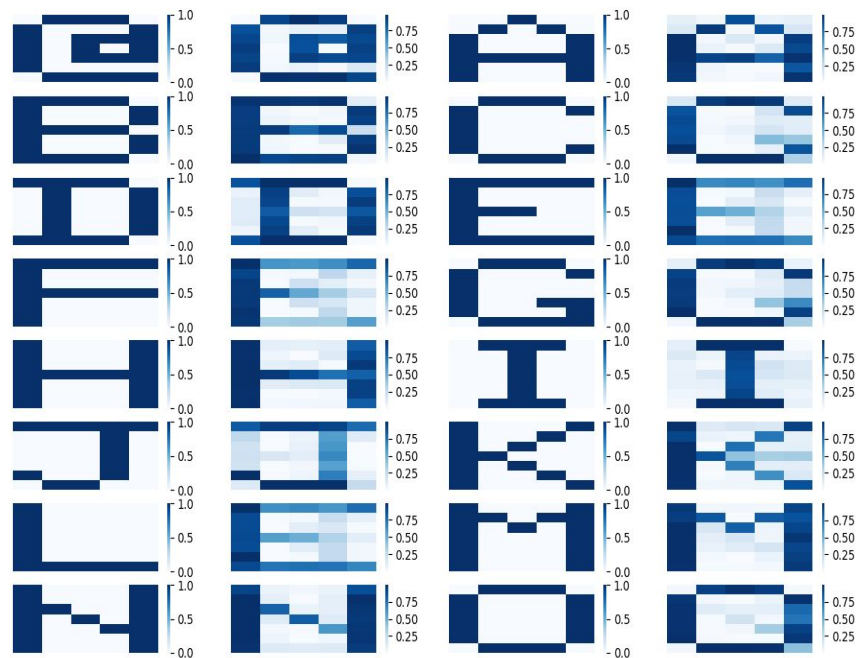 @ 1.0 0.5 0.0 @ 0.75 0.50 0.25 A 1.0 0.5 0.0 A 0.75 0.50 0.25
B 1.0 0.5 0.0 B 0.75 0.50 0.25 C 1.0 0.5 0.0 C 0.75 0.50 0.25
D 1.0 0.5 0.0 D 0.75 0.50 0.25 E 1.0 0.5 0.0 0.75 0.50 0.25
F 1.0 0.5 0.0 0.75 0.50 0.25 G 1.0 0.5 0.0 0.75 0.50 0.25
H 1.0 0.5 0.0 H 0.75 0.50 0.25 I 1.0 0.5 0.0 I 0.75 0.50 0.25
J 1.0 0.5 0.0 J 0.75 0.50 0.25 K 1.0 0.5 0.0 K 0.75 0.50 0.25
L 1.0 0.5 0.0 0.75 0.50 0.25 M 1.0 0.5 0.0 M 0.75 0.50 0.25
N 1.0 0.5 0.0 N 0.75 0.50 0.25 O 1.0 0.5 0.0 O 0.75 0.50 0.25